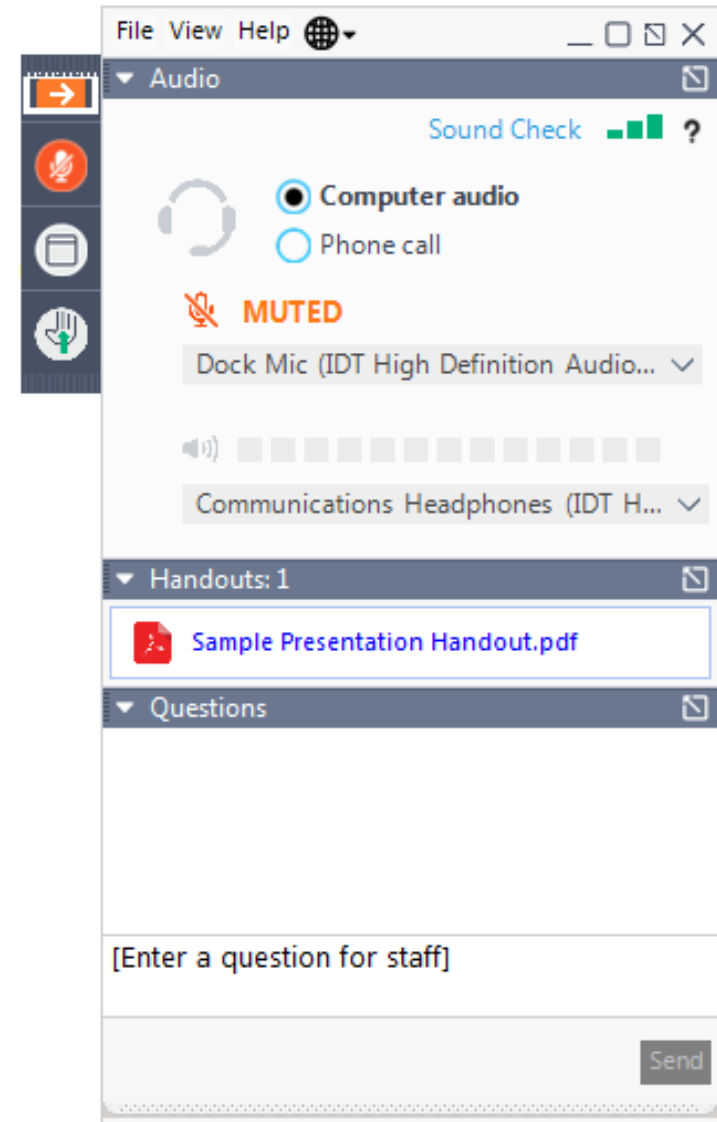 File View Help
Audio
Sound Check ?
Computer audio
Phone call
MUTED
Dock Mic (IDT High Definition Audio...
Communications Headphones (IDT H...
Handouts: 1
Sample Presentation Handout.pdf
Questions
[Enter a question for staff]
Send